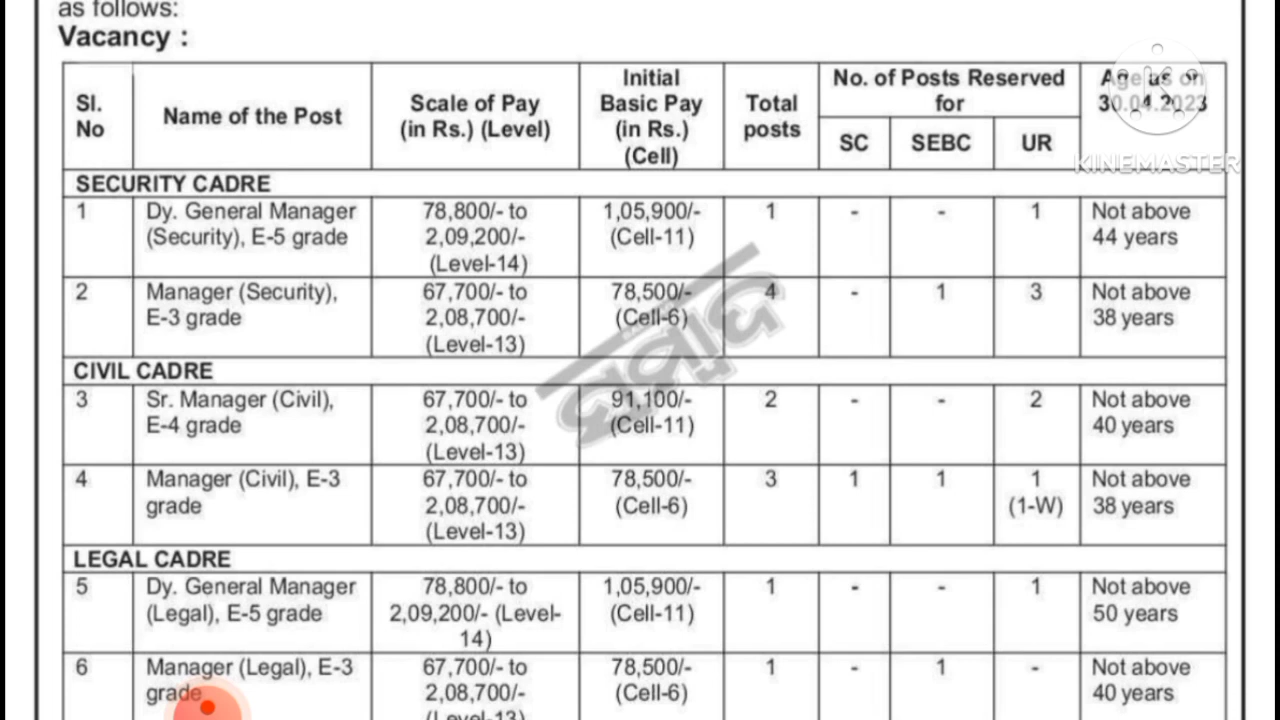 as follows:
Vacancy :
Sl. No | Name of the Post | Scale of Pay (in Rs.) (Level) | Initial Basic Pay (in Rs.) (Cell) | Total posts | No. of Posts Reserved for | Age as on 30.04.2023
SC | SEBC | UR
KINEMASTER
SECURITY CADRE
1 | Dy. General Manager (Security), E-5 grade | 78,800/- to 2,09,200/- (Level-14) | 1,05,900/- (Cell-11) | 1 | - | - | 1 | Not above 44 years
2 | Manager (Security), E-3 grade | 67,700/- to 2,08,700/- (Level-13) | 78,500/- (Cell-6) | 4 | - | 1 | 3 | Not above 38 years
CIVIL CADRE
3 | Sr. Manager (Civil), E-4 grade | 67,700/- to 2,08,700/- (Level-13) | 91,100/- (Cell-11) | 2 | - | - | 2 | Not above 40 years
4 | Manager (Civil), E-3 grade | 67,700/- to 2,08,700/- (Level-13) | 78,500/- (Cell-6) | 3 | 1 | 1 | 1 (1-W) | Not above 38 years
LEGAL CADRE
5 | Dy. General Manager (Legal), E-5 grade | 78,800/- to 2,09,200/- (Level-14) | 1,05,900/- (Cell-11) | 1 | - | - | 1 | Not above 50 years
6 | Manager (Legal), E-3 grade | 67,700/- to 2,08,700/- (Level-13) | 78,500/- (Cell-6) | 1 | - | 1 | - | Not above 40 years